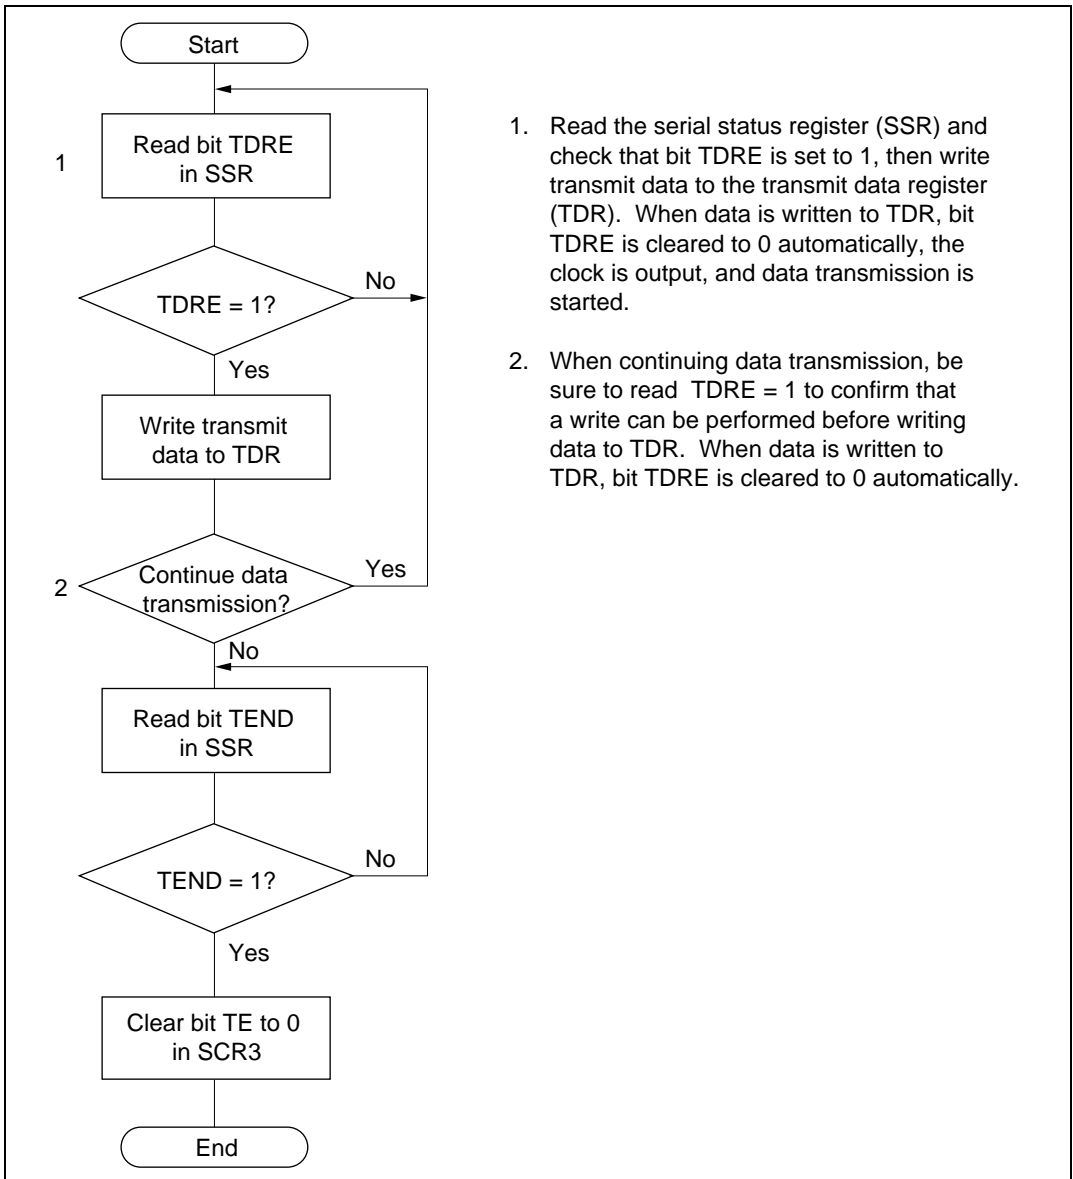 Start
1
Read bit TDRE
in SSR
TDRE = 1?
No
Yes
Write transmit
data to TDR
2
Continue data
transmission?
Yes
No
Read bit TEND
in SSR
TEND = 1?
No
Yes
Clear bit TE to 0
in SCR3
End
1. Read the serial status register (SSR) and
check that bit TDRE is set to 1, then write
transmit data to the transmit data register
(TDR). When data is written to TDR, bit
TDRE is cleared to 0 automatically, the
clock is output, and data transmission is
started.
2. When continuing data transmission, be
sure to read TDRE = 1 to confirm that
a write can be performed before writing
data to TDR. When data is written to
TDR, bit TDRE is cleared to 0 automatically.